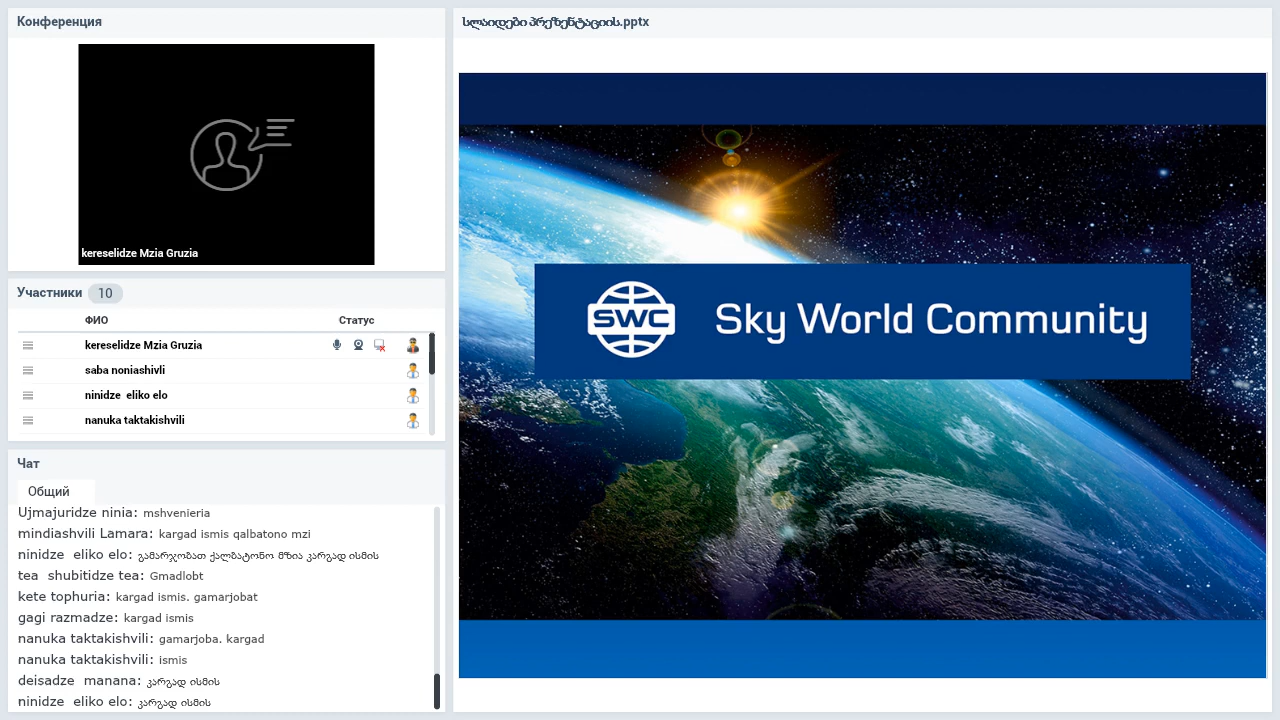 Конференция
kereselidze Mzia Gruzia
Участники 10
ФИО Статус
kereselidze Mzia Gruzia
saba noniashivli
ninidze eliko elo
nanuka taktakishvili
Чат
Общий
Ujmajuridze ninia: mshvenieria
mindiashvili Lamara: kargad ismis qalbatono mzi
ninidze eliko elo: გამარჯობათ ქალბატონო მზია კარგად ისმის
tea shubitidze tea: Gmadlobt
kete tophuria: kargad ismis. gamarjobat
gagi razmadze: kargad ismis
nanuka taktakishvili: gamarjoba. kargad
nanuka taktakishvili: ismis
deisadze manana: კარგად ისმის
ninidze eliko elo: კარგად ისმის
სლაიდები პრეზენტაციის.pptx
SWC Sky World Community